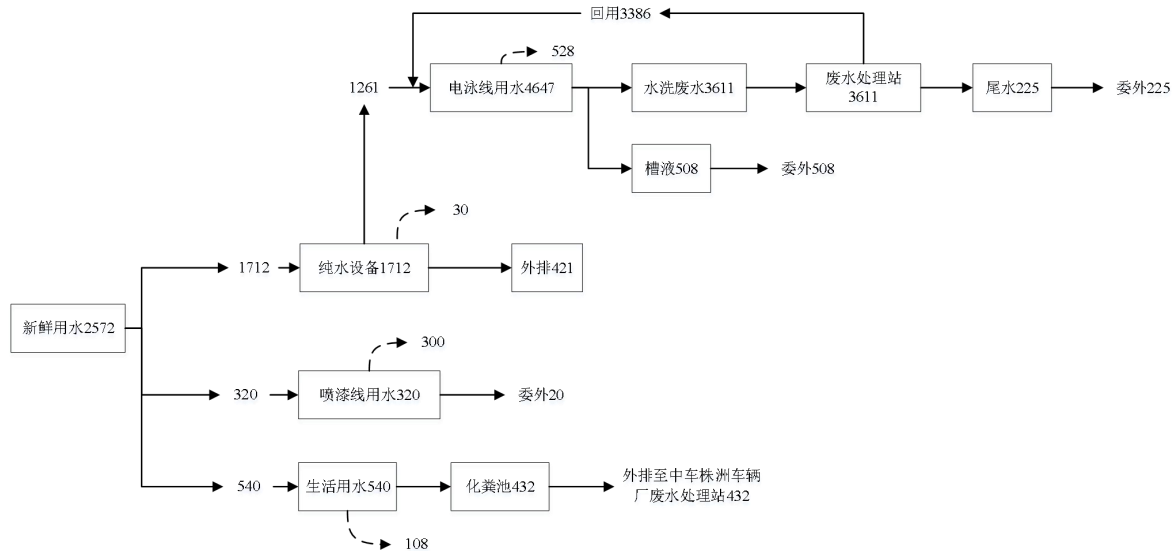 回用3386
528
1261
电泳线用水4647
水洗废水3611
废水处理站
3611
尾水225
委外225
槽液508
委外508
30
1712
纯水设备1712
外排421
新鲜用水2572
300
320
喷漆线用水320
委外20
540
生活用水540
化粪池432
外排至中车株洲车辆
厂废水处理站432
108